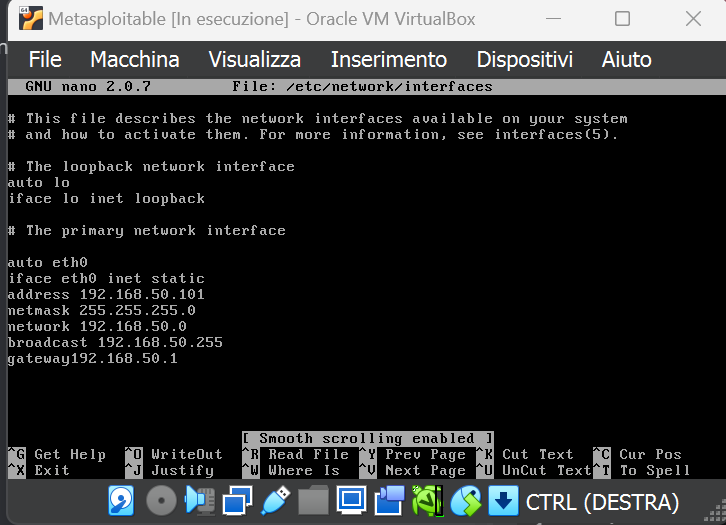 64
Metasploitable [In esecuzione] - Oracle VM VirtualBox
File Macchina Visualizza Inserimento Dispositivi Aiuto
GNU nano 2.0.7 File: /etc/network/interfaces
# This file describes the network interfaces available on your system
# and how to activate them. For more information, see interfaces(5).
# The loopback network interface
auto lo
iface lo inet loopback
# The primary network interface
auto eth0
iface eth0 inet static
address 192.168.50.101
netmask 255.255.255.0
network 192.168.50.0
broadcast 192.168.50.255
gateway192.168.50.1
[ Smooth scrolling enabled ]
^G Get Help ^O WriteOut ^R Read File ^Y Prev Page ^K Cut Text ^C Cur Pos
^X Exit ^J Justify ^W Where Is ^V Next Page ^U UnCut Text^T To Spell
CTRL (DESTRA)